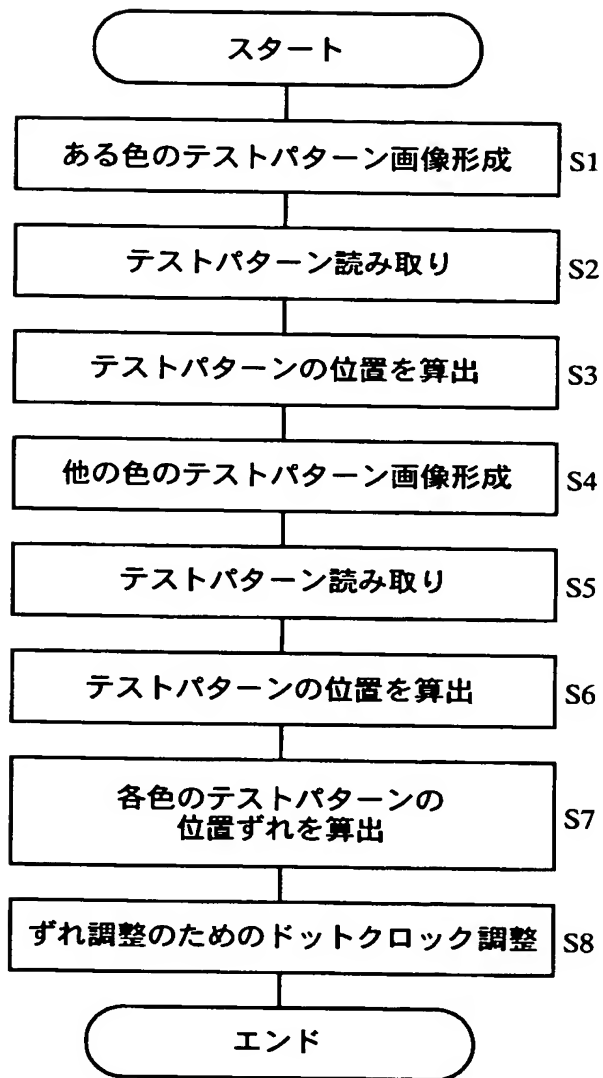 スタート
ある色のテストパターン画像形成 S1
テストパターン読み取り S2
テストパターンの位置を算出 S3
他の色のテストパターン画像形成 S4
テストパターン読み取り S5
テストパターンの位置を算出 S6
各色のテストパターンの
位置ずれを算出 S7
ずれ調整のためのドットクロック調整 S8
エンド